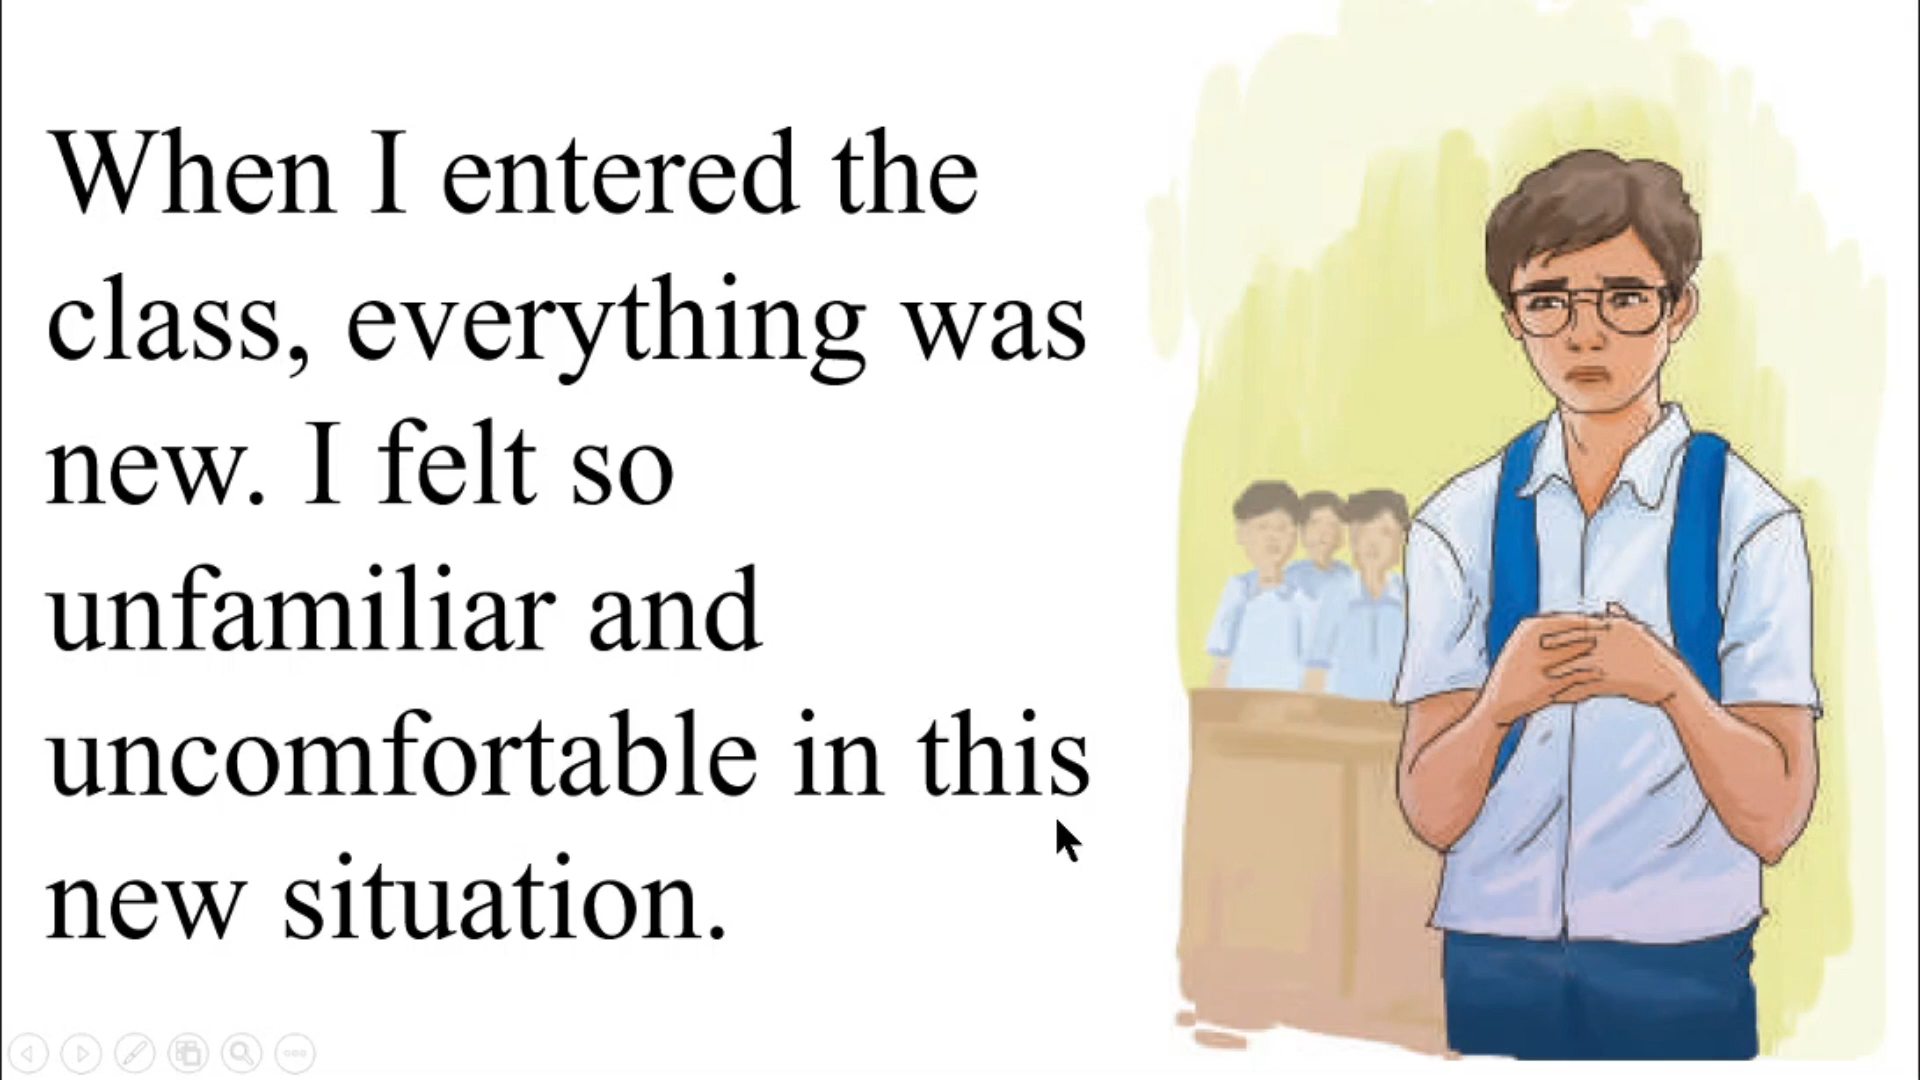 When I entered the
class, everything was
new. I felt so
unfamiliar and
uncomfortable in this
new situation.